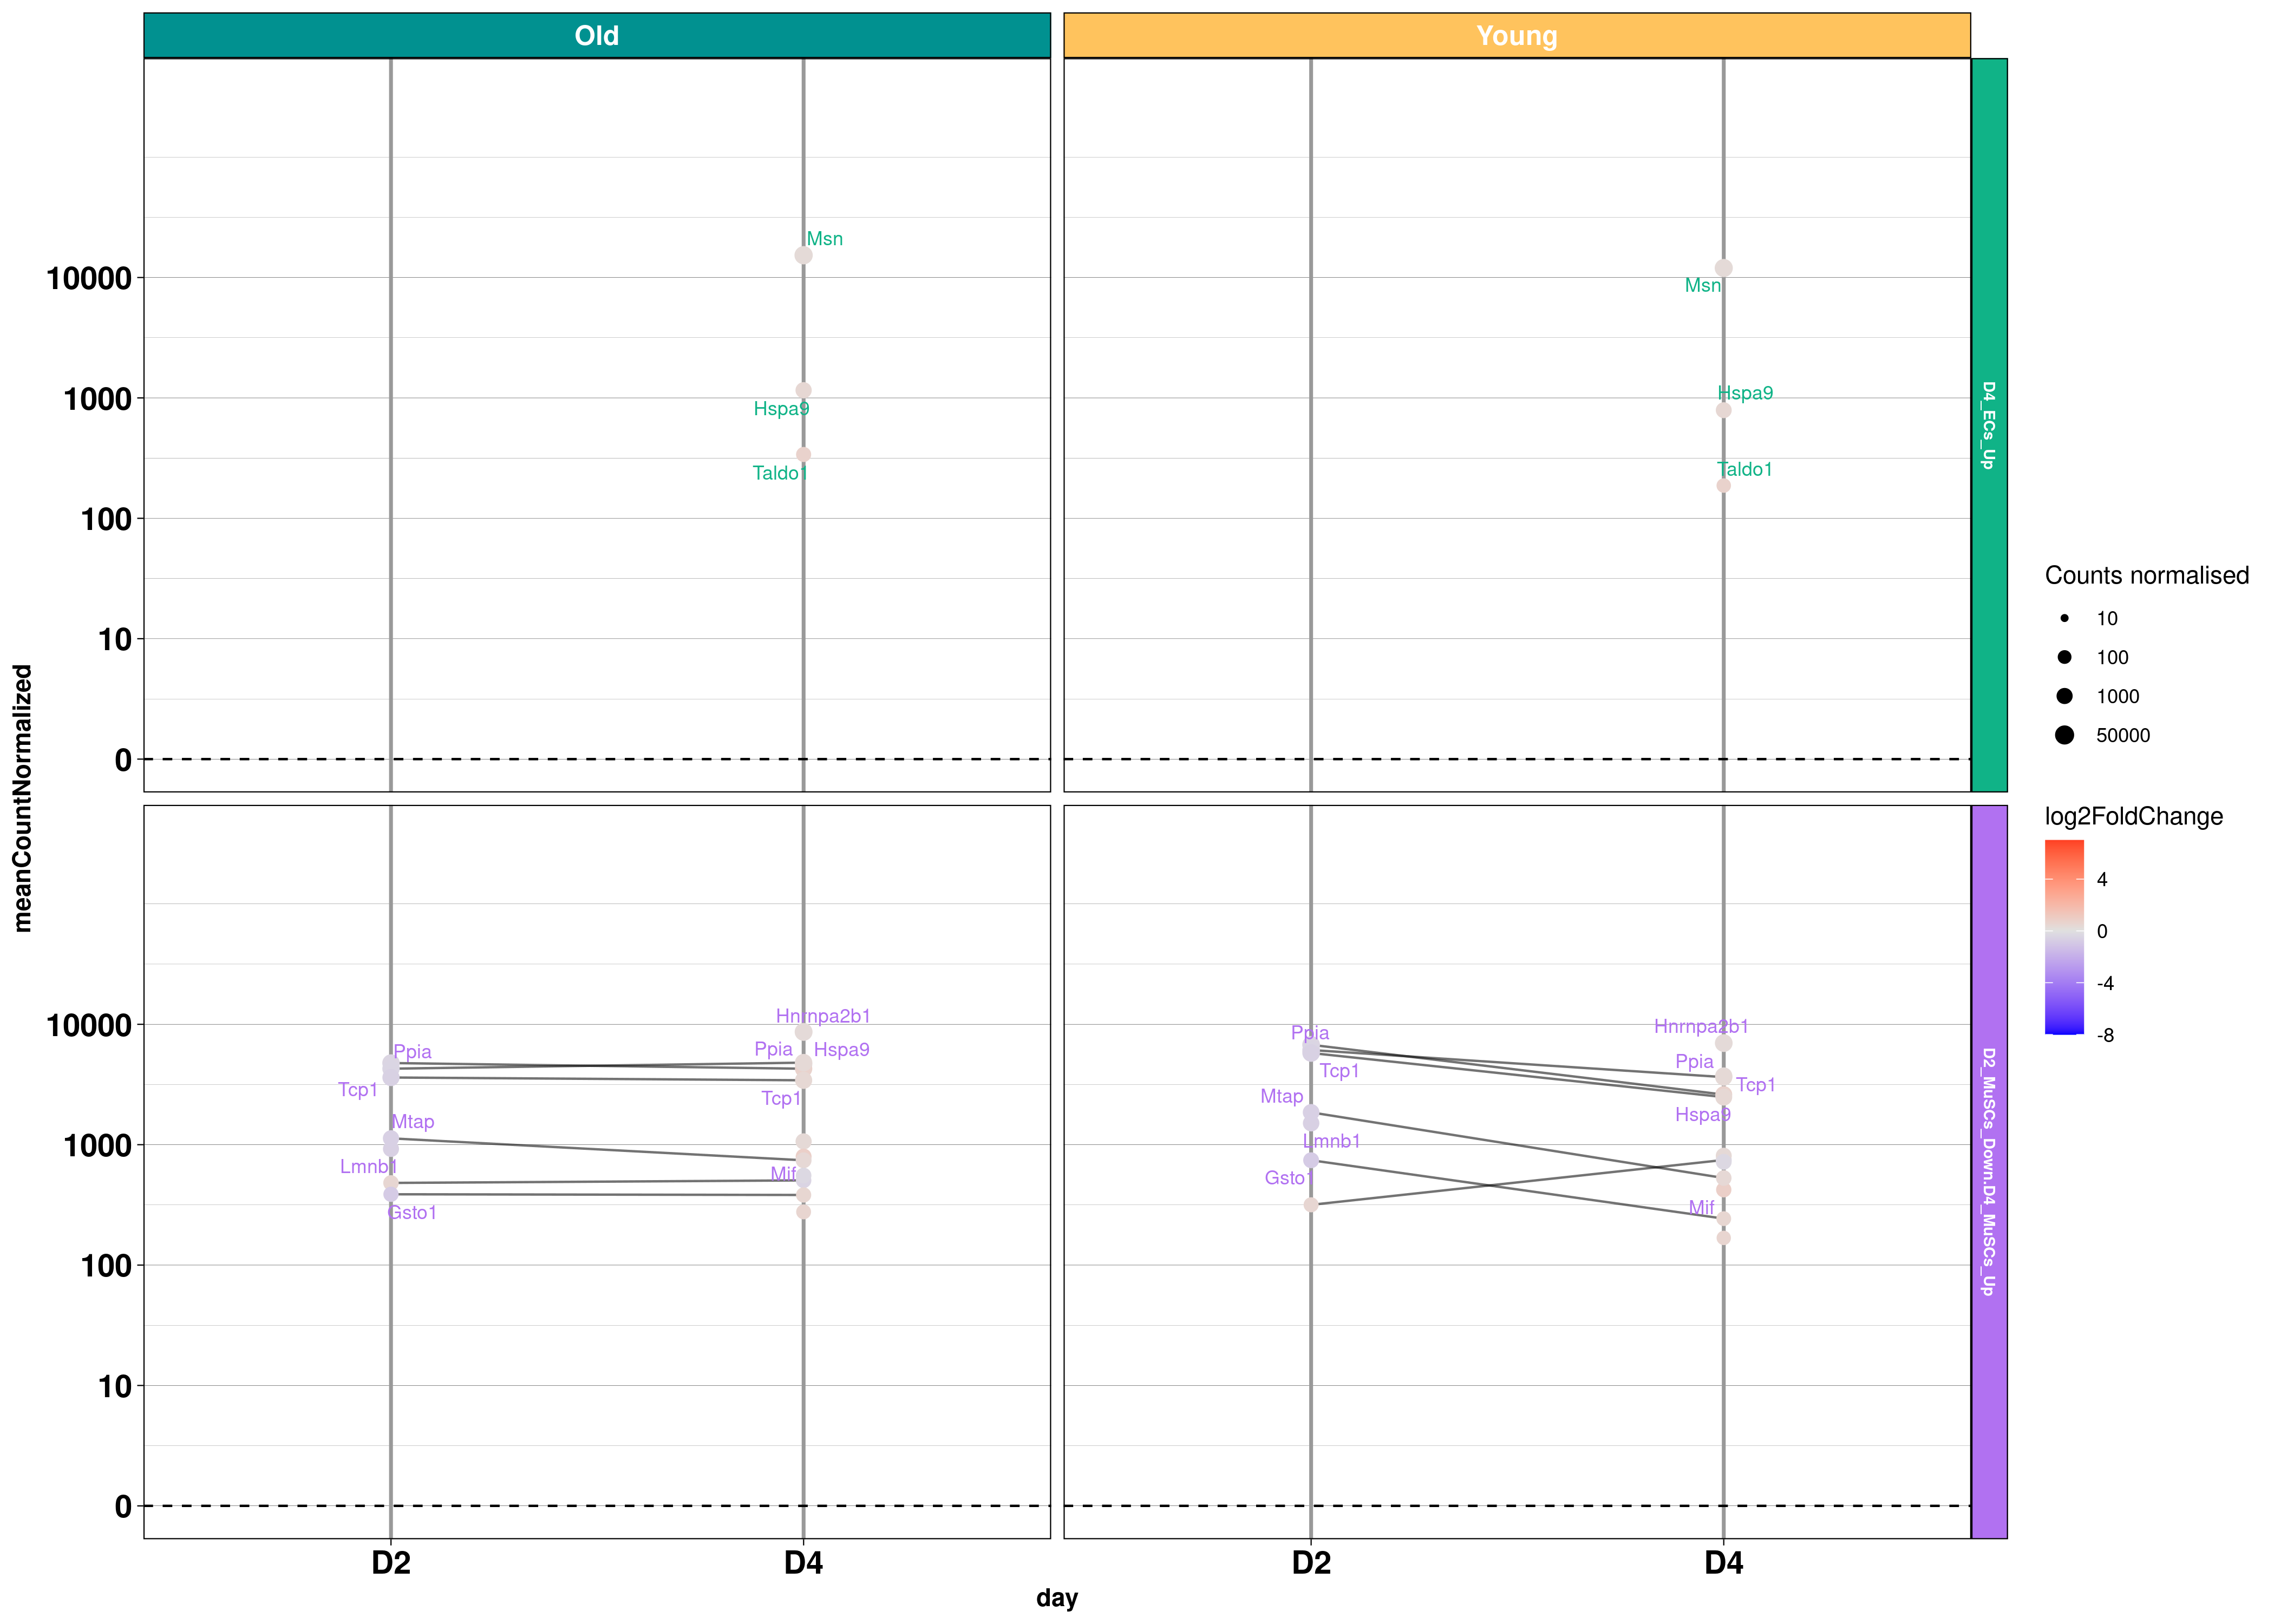 Old
Young
meanCountNormalized
10000
1000
100
10
0
Msn
Hspa9
Taldo1
Msn
Hspa9
Taldo1
D4_ECs_Up
10000
1000
100
10
0
Hnrnpa2b1
Ppia
Ppia
Hspa9
Tcp1
Tcp1
Mtap
Lmnb1
Mif
Gsto1
Ppia
Hnrnpa2b1
Ppia
Tcp1
Tcp1
Mtap
Hspa9
Lmnb1
Gsto1
Mif
D2_MuSCs_Down.D4_MuSCs_Up
D2
D4
D2
D4
day
Counts normalised
10
100
1000
50000
log2FoldChange
4
0
-4
-8